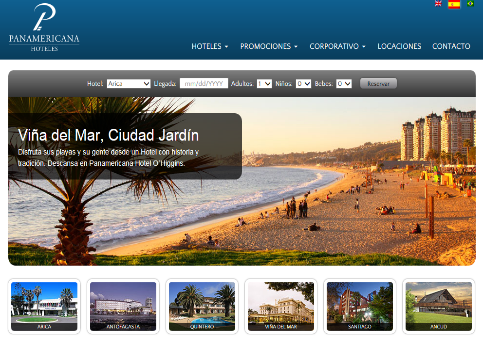 PANAMERICANA
HOTELES
HOTELES PROMOCIONES CORPORATIVO LOCACIONES CONTACTO
Hotel: Arica Llegada: mm/dd/YYYY Adultos: 1 Niños: 0 Bebes: 0 Reservar
Viña del Mar, Ciudad Jardín
Disfruta sus playas y su gente desde un Hotel con historia y
tradición. Descansa en Panamericana Hotel O'Higgins.
ARICA ANTOFAGASTA QUINTERO VIÑA DEL MAR SANTIAGO ANCUD